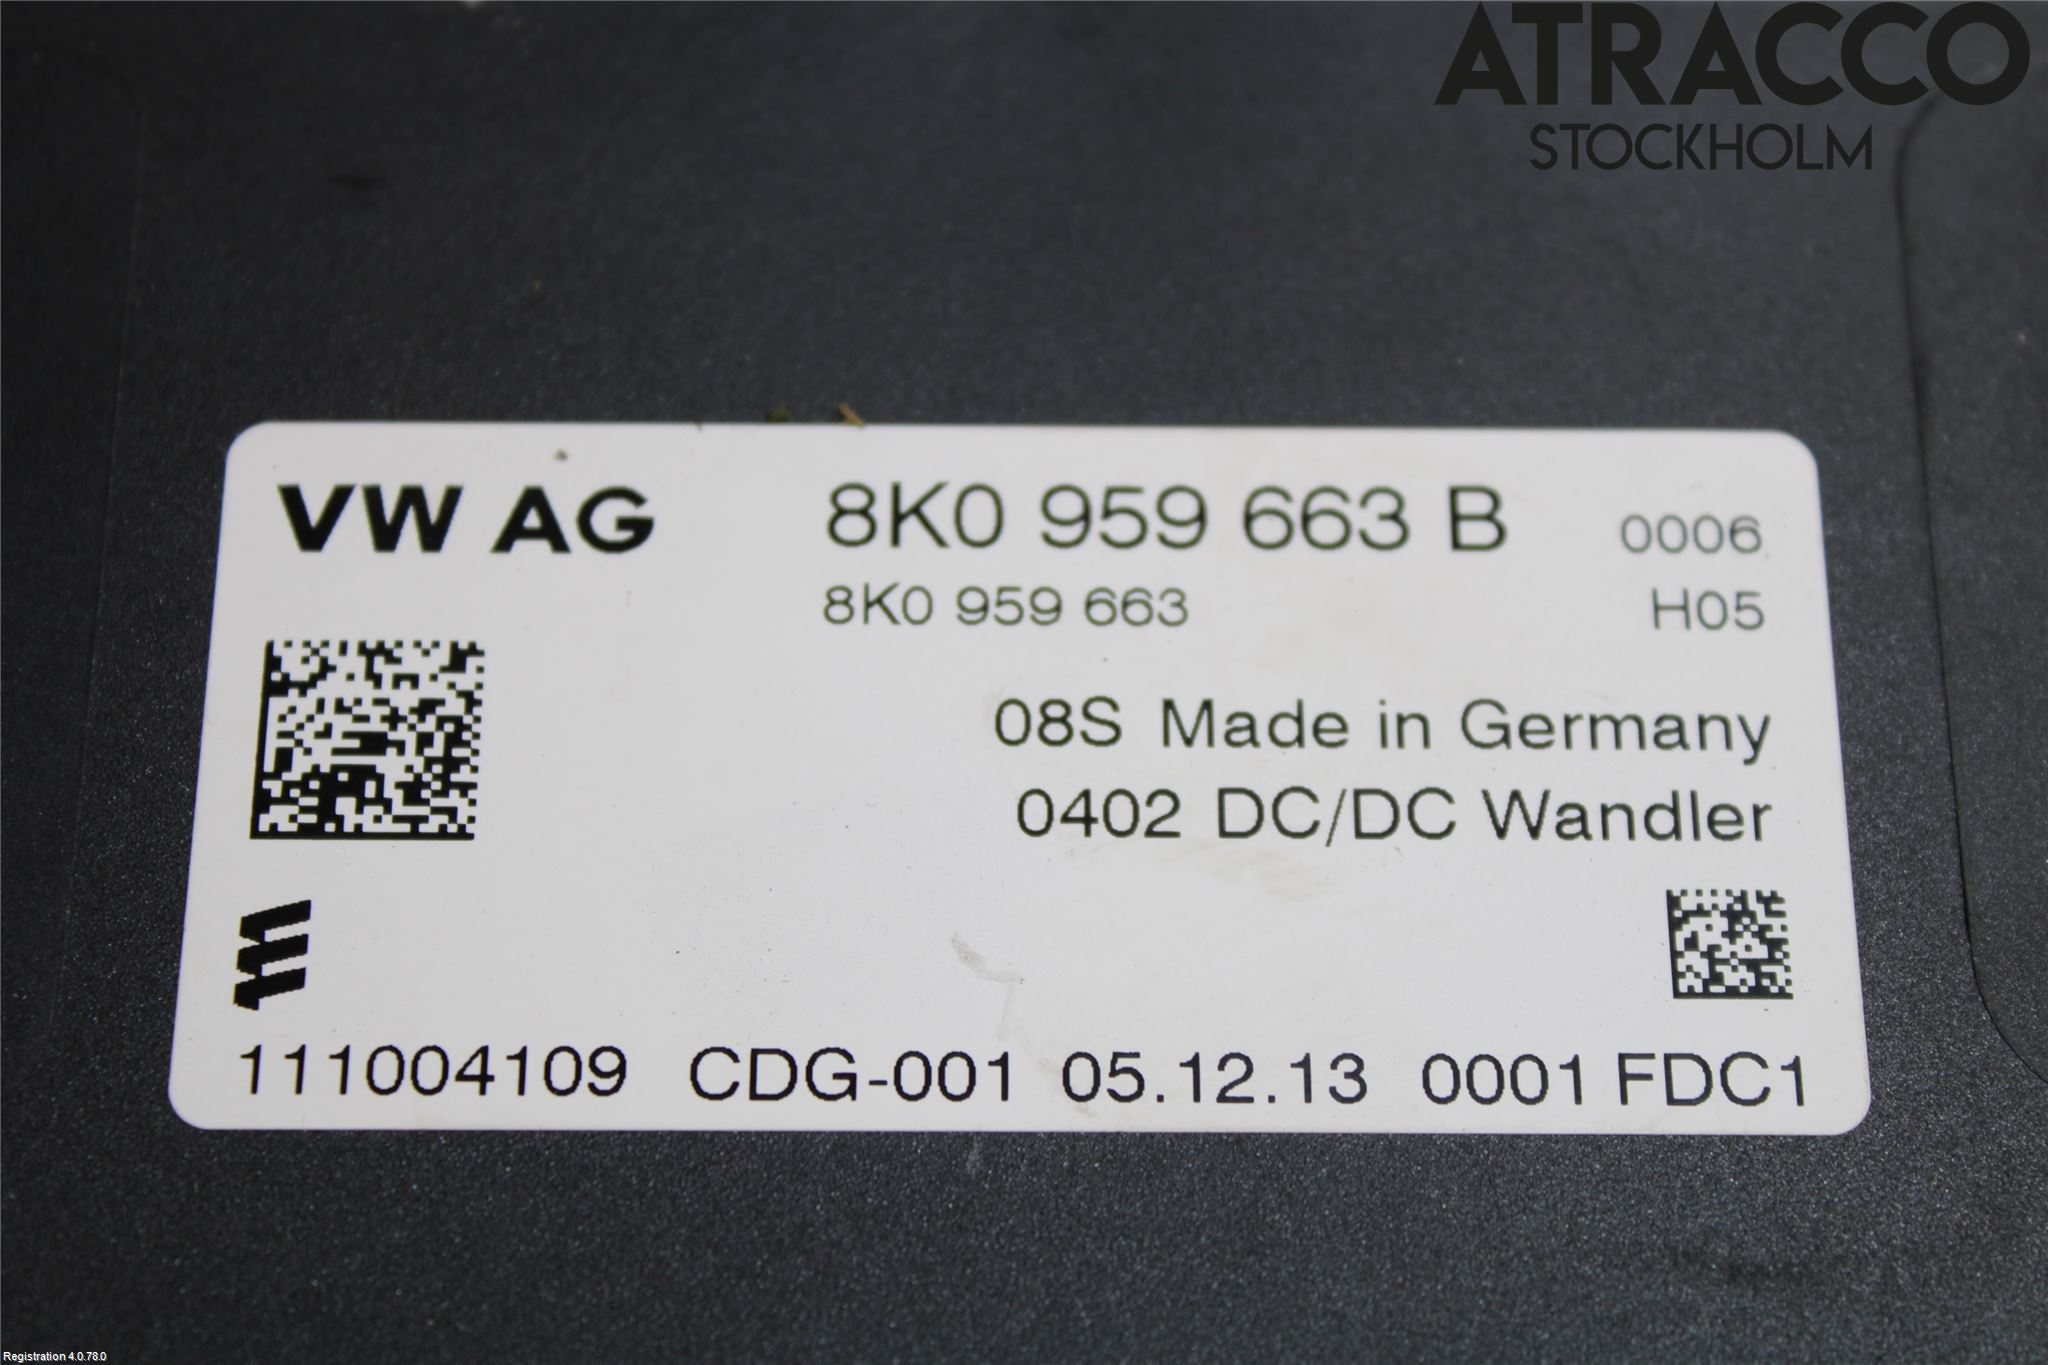 ATRACCO
STOCKHOLM
VW AG 8K0 959 663 B 0006
8K0 959 663 H05
08S Made in Germany
0402 DC/DC Wandler
111004109 CDG-001 05.12.13 0001 FDC1
Registration 4.0.78.0